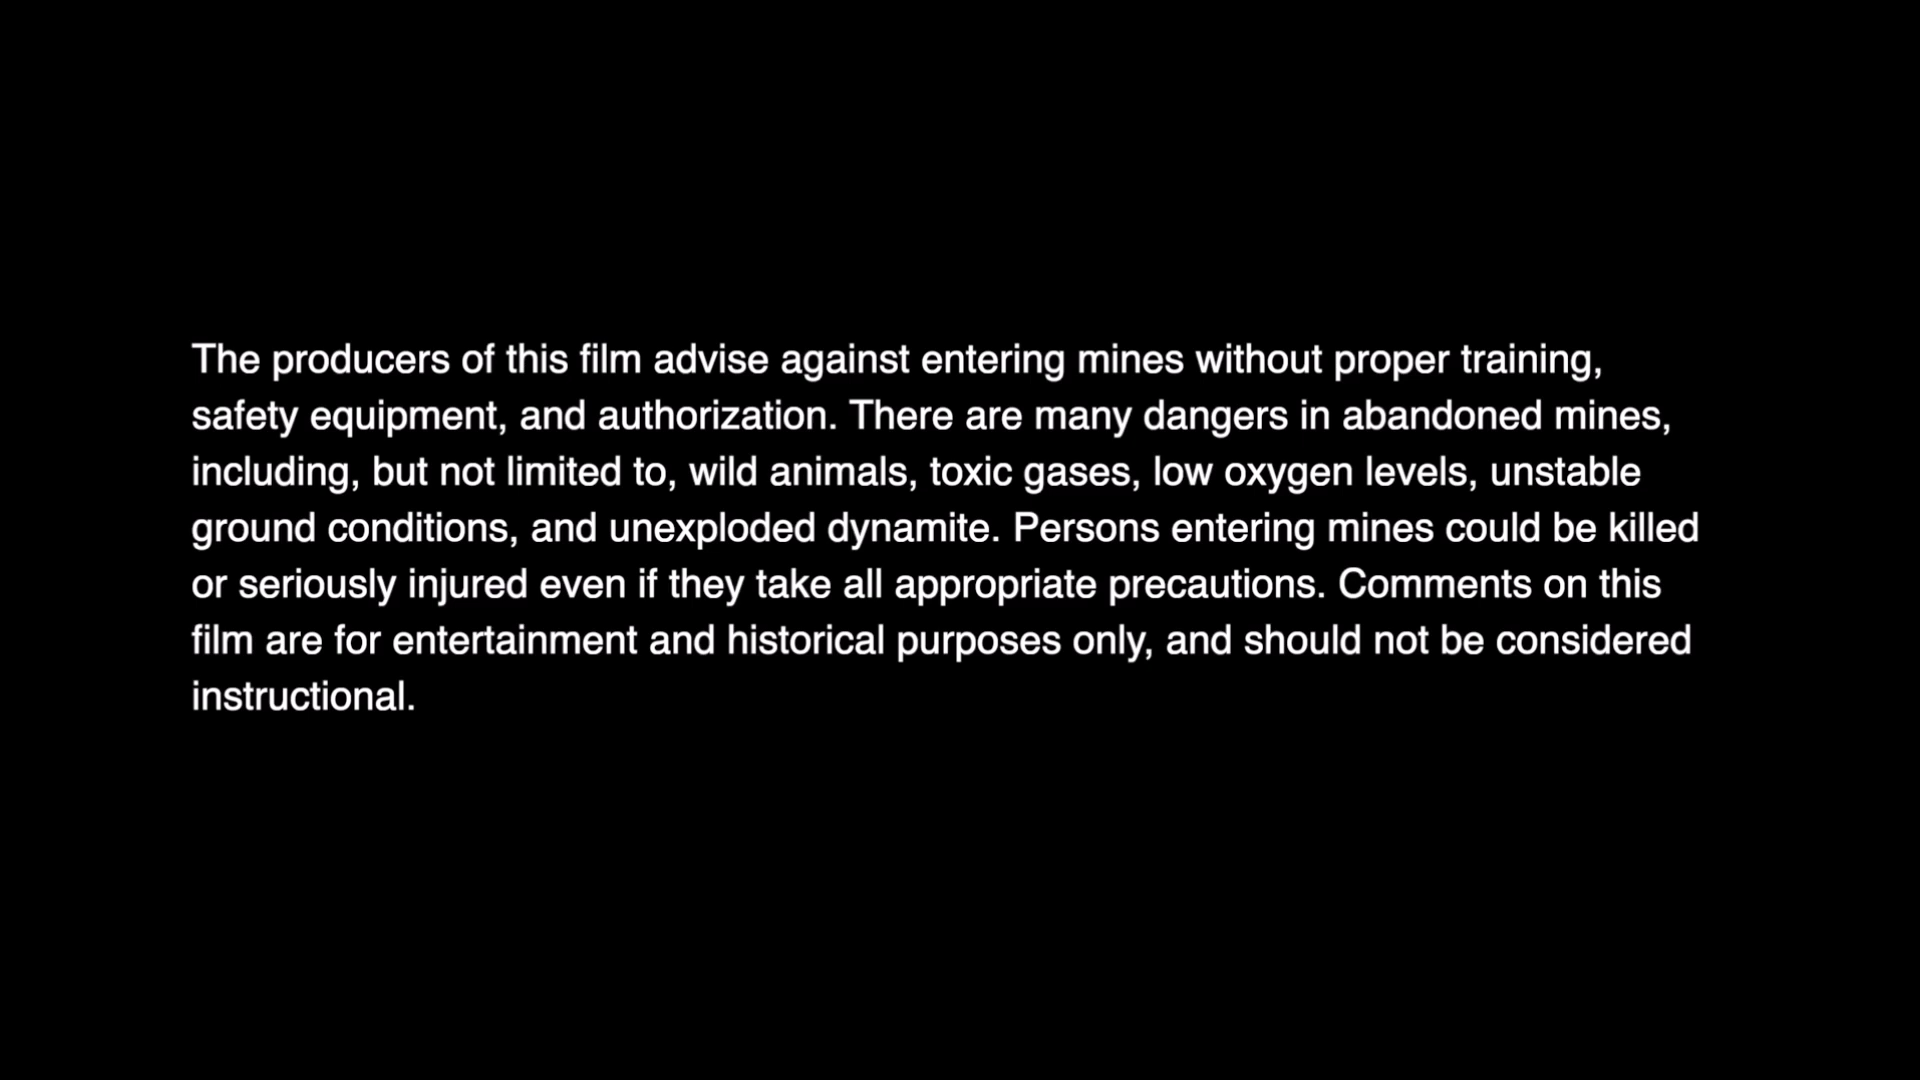 The producers of this film advise against entering mines without proper training,
safety equipment, and authorization. There are many dangers in abandoned mines,
including, but not limited to, wild animals, toxic gases, low oxygen levels, unstable
ground conditions, and unexploded dynamite. Persons entering mines could be killed
or seriously injured even if they take all appropriate precautions. Comments on this
film are for entertainment and historical purposes only, and should not be considered
instructional.